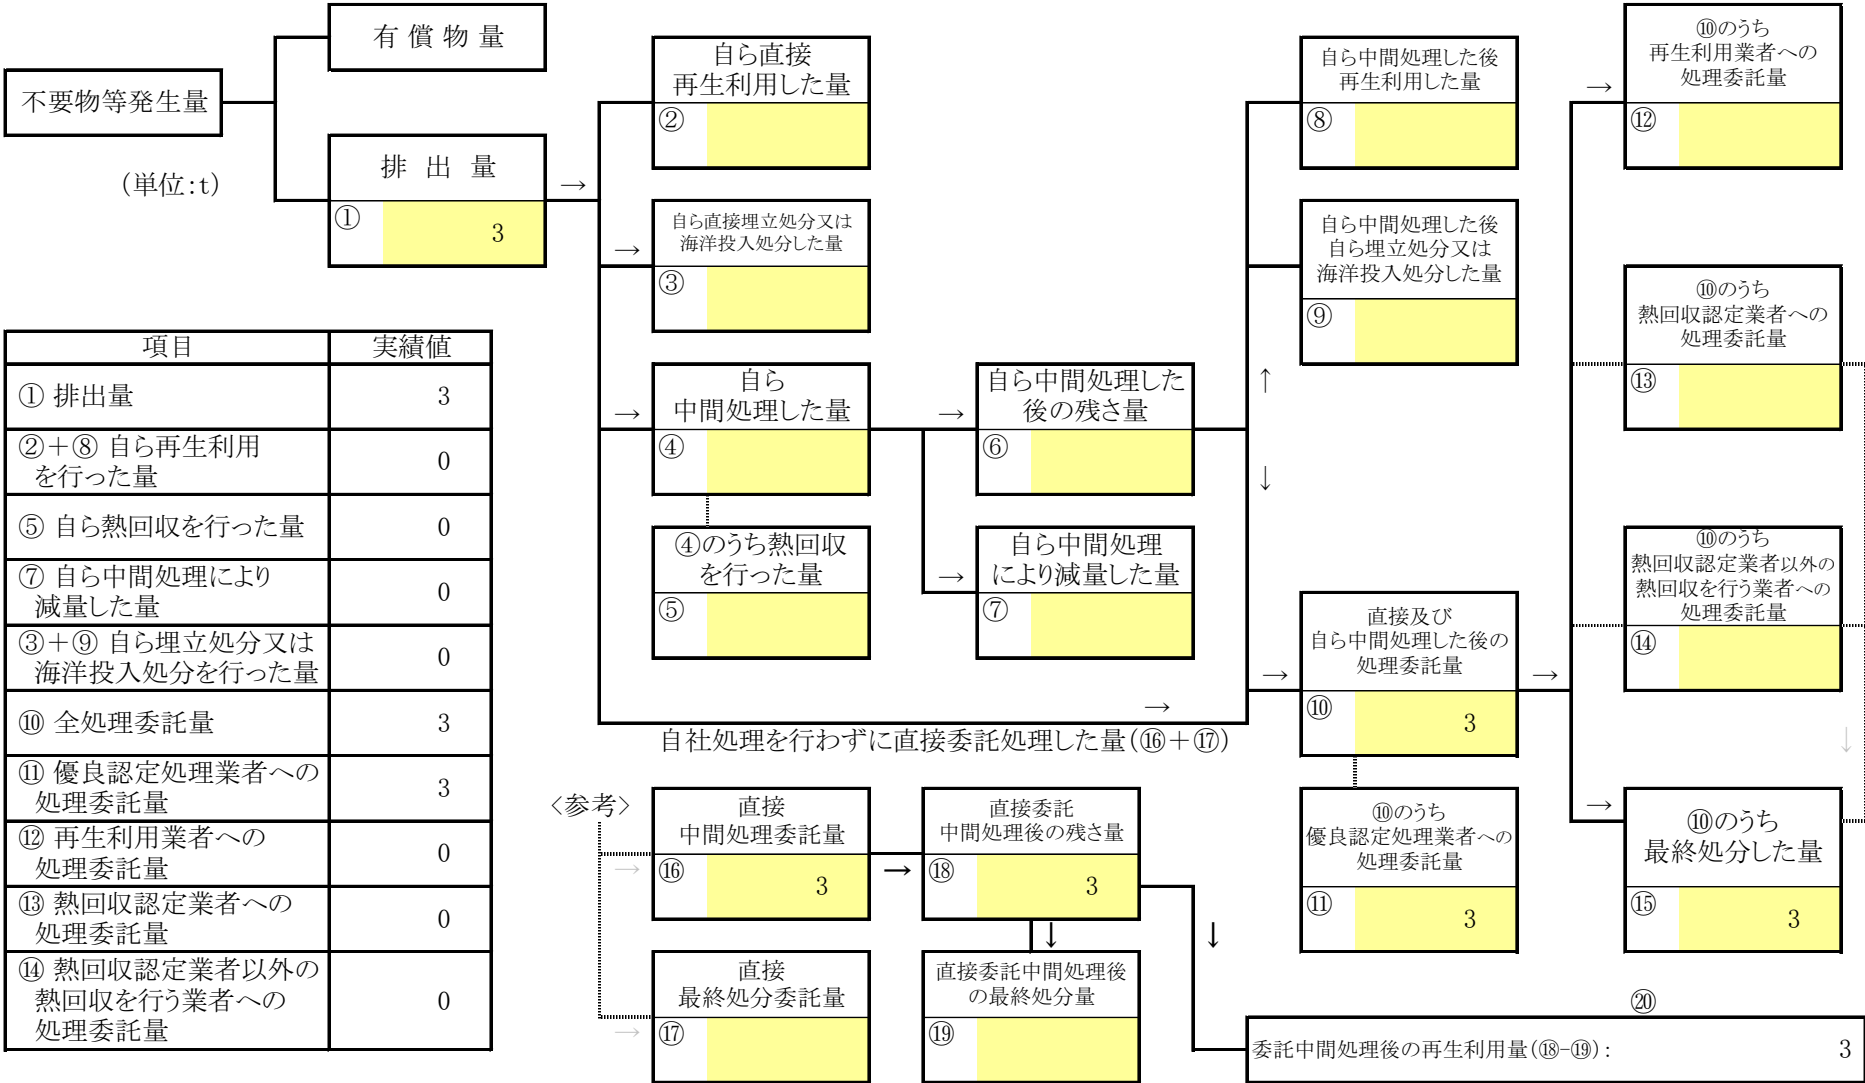 有 償 物 量
不要物等発生量
(単位:t)
排 出 量
①
3
→
自ら直接
再生利用した量
②
→
自ら直接埋立処分又は
海洋投入処分した量
③
→
自ら
中間処理した量
④
④のうち熱回収
を行った量
⑤
→
自ら中間処理した
後の残さ量
⑥
→
自ら中間処理
により減量した量
⑦
自ら中間処理した後
再生利用した量
⑧
自ら中間処理した後
自ら埋立処分又は
海洋投入処分した量
⑨
↑
↓
→
自社処理を行わずに直接委託処理した量(⑯+⑰)
→
直接及び
自ら中間処理した後の
処理委託量
⑩
3
⑩のうち
優良認定処理業者への
処理委託量
⑪
3
→
→
⑩のうち
再生利用業者への
処理委託量
⑫
⑩のうち
熱回収認定業者への
処理委託量
⑬
⑩のうち
熱回収認定業者以外の
熱回収を行う業者への
処理委託量
⑭
↓
→
⑩のうち
最終処分した量
⑮
3
項目 実績値
① 排出量 3
②+⑧ 自ら再生利用
を行った量 0
⑤ 自ら熱回収を行った量 0
⑦ 自ら中間処理により
減量した量 0
③+⑨ 自ら埋立処分又は
海洋投入処分を行った量 0
⑩ 全処理委託量 3
⑪ 優良認定処理業者への
処理委託量 3
⑫ 再生利用業者への
処理委託量 0
⑬ 熱回収認定業者への
処理委託量 0
⑭ 熱回収認定業者以外の
熱回収を行う業者への
処理委託量 0
<参考>
→
直接
中間処理委託量
⑯
3
→
直接委託
中間処理後の残さ量
⑱
3
↓
↓
→
直接
最終処分委託量
⑰
直接委託中間処理後
の最終処分量
⑲
⑳
委託中間処理後の再生利用量(⑱-⑲): 3